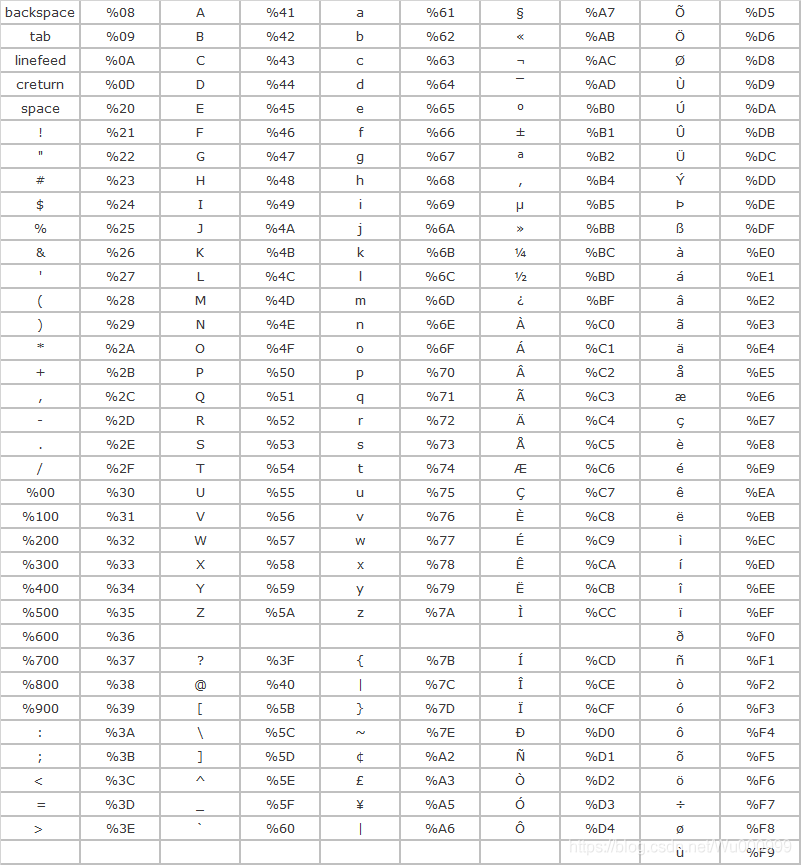 backspace %08 A %41 a %61 § %A7 Õ %D5
tab %09 B %42 b %62 « %AB Ö %D6
linefeed %0A C %43 c %63 ¬ %AC Ø %D8
creturn %0D D %44 d %64 ¯ %AD Ù %D9
space %20 E %45 e %65 º %B0 Ú %DA
! %21 F %46 f %66 ± %B1 Û %DB
" %22 G %47 g %67 ª %B2 Ü %DC
# %23 H %48 h %68 , %B4 Ý %DD
$ %24 I %49 i %69 µ %B5 Þ %DE
% %25 J %4A j %6A » %BB ß %DF
& %26 K %4B k %6B ¼ %BC à %E0
' %27 L %4C l %6C ½ %BD á %E1
( %28 M %4D m %6D ¿ %BF â %E2
) %29 N %4E n %6E À %C0 ã %E3
* %2A O %4F o %6F Á %C1 ä %E4
+ %2B P %50 p %70 Â %C2 å %E5
, %2C Q %51 q %71 Ã %C3 æ %E6
- %2D R %52 r %72 Ä %C4 ç %E7
. %2E S %53 s %73 Å %C5 è %E8
/ %2F T %54 t %74 Æ %C6 é %E9
%00 %30 U %55 u %75 Ç %C7 ê %EA
%100 %31 V %56 v %76 È %C8 ë %EB
%200 %32 W %57 w %77 É %C9 ì %EC
%300 %33 X %58 x %78 Ê %CA í %ED
%400 %34 Y %59 y %79 Ë %CB î %EE
%500 %35 Z %5A z %7A Ì %CC ï %EF
%600 %36 ð %F0
%700 %37 ? %3F { %7B Í %CD ñ %F1
%800 %38 @ %40 | %7C Î %CE ò %F2
%900 %39 [ %5B } %7D Ï %CF ó %F3
: %3A \ %5C ~ %7E Ð %D0 ô %F4
; %3B ] %5D ¢ %A2 Ñ %D1 õ %F5
< %3C ^ %5E £ %A3 Ò %D2 ö %F6
= %3D _ %5F ¥ %A5 Ó %D3 ÷ %F7
> %3E ` %60 | %A6 Ô %D4 ø %F8
ù %F9